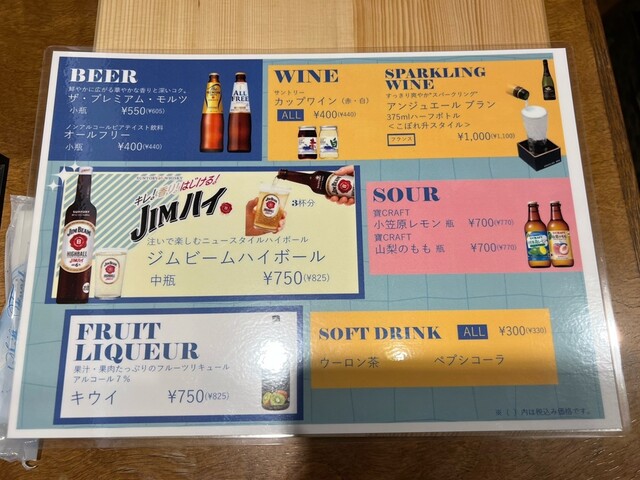 BEER
鮮やかに広がる華やかな香りと深いコク。
ザ・プレミアム・モルツ
小瓶 ¥550(¥605)
ノンアルコールビアテイスト飲料
オールフリー
小瓶 ¥400(¥440)
ALL FREE
WINE
サントリー
カップワイン (赤・白)
ALL ¥400(¥440)
SPARKLING
WINE
すっきり爽やか"スパークリング"
アンジュエール ブラン
375mlハーフボトル
<こぼれ升スタイル>
フランス ¥1,000(¥1,100)
キレ!香り!はじける!
JIMハイ
3杯分
JIM BEAM
HIGHBALL
注いで楽しむニュースタイルハイボール
ジムビームハイボール
中瓶 ¥750(¥825)
SOUR
寶CRAFT
小笠原レモン 瓶 ¥700(¥770)
寶CRAFT
山梨のもも 瓶 ¥700(¥770)
FRUIT
LIQUEUR
果汁・果肉たっぷりのフルーツリキュール
アルコール7%
キウイ ¥750(¥825)
SOFT DRINK ALL ¥300(¥330)
ウーロン茶 ペプシコーラ
※( )内は税込み価格です。